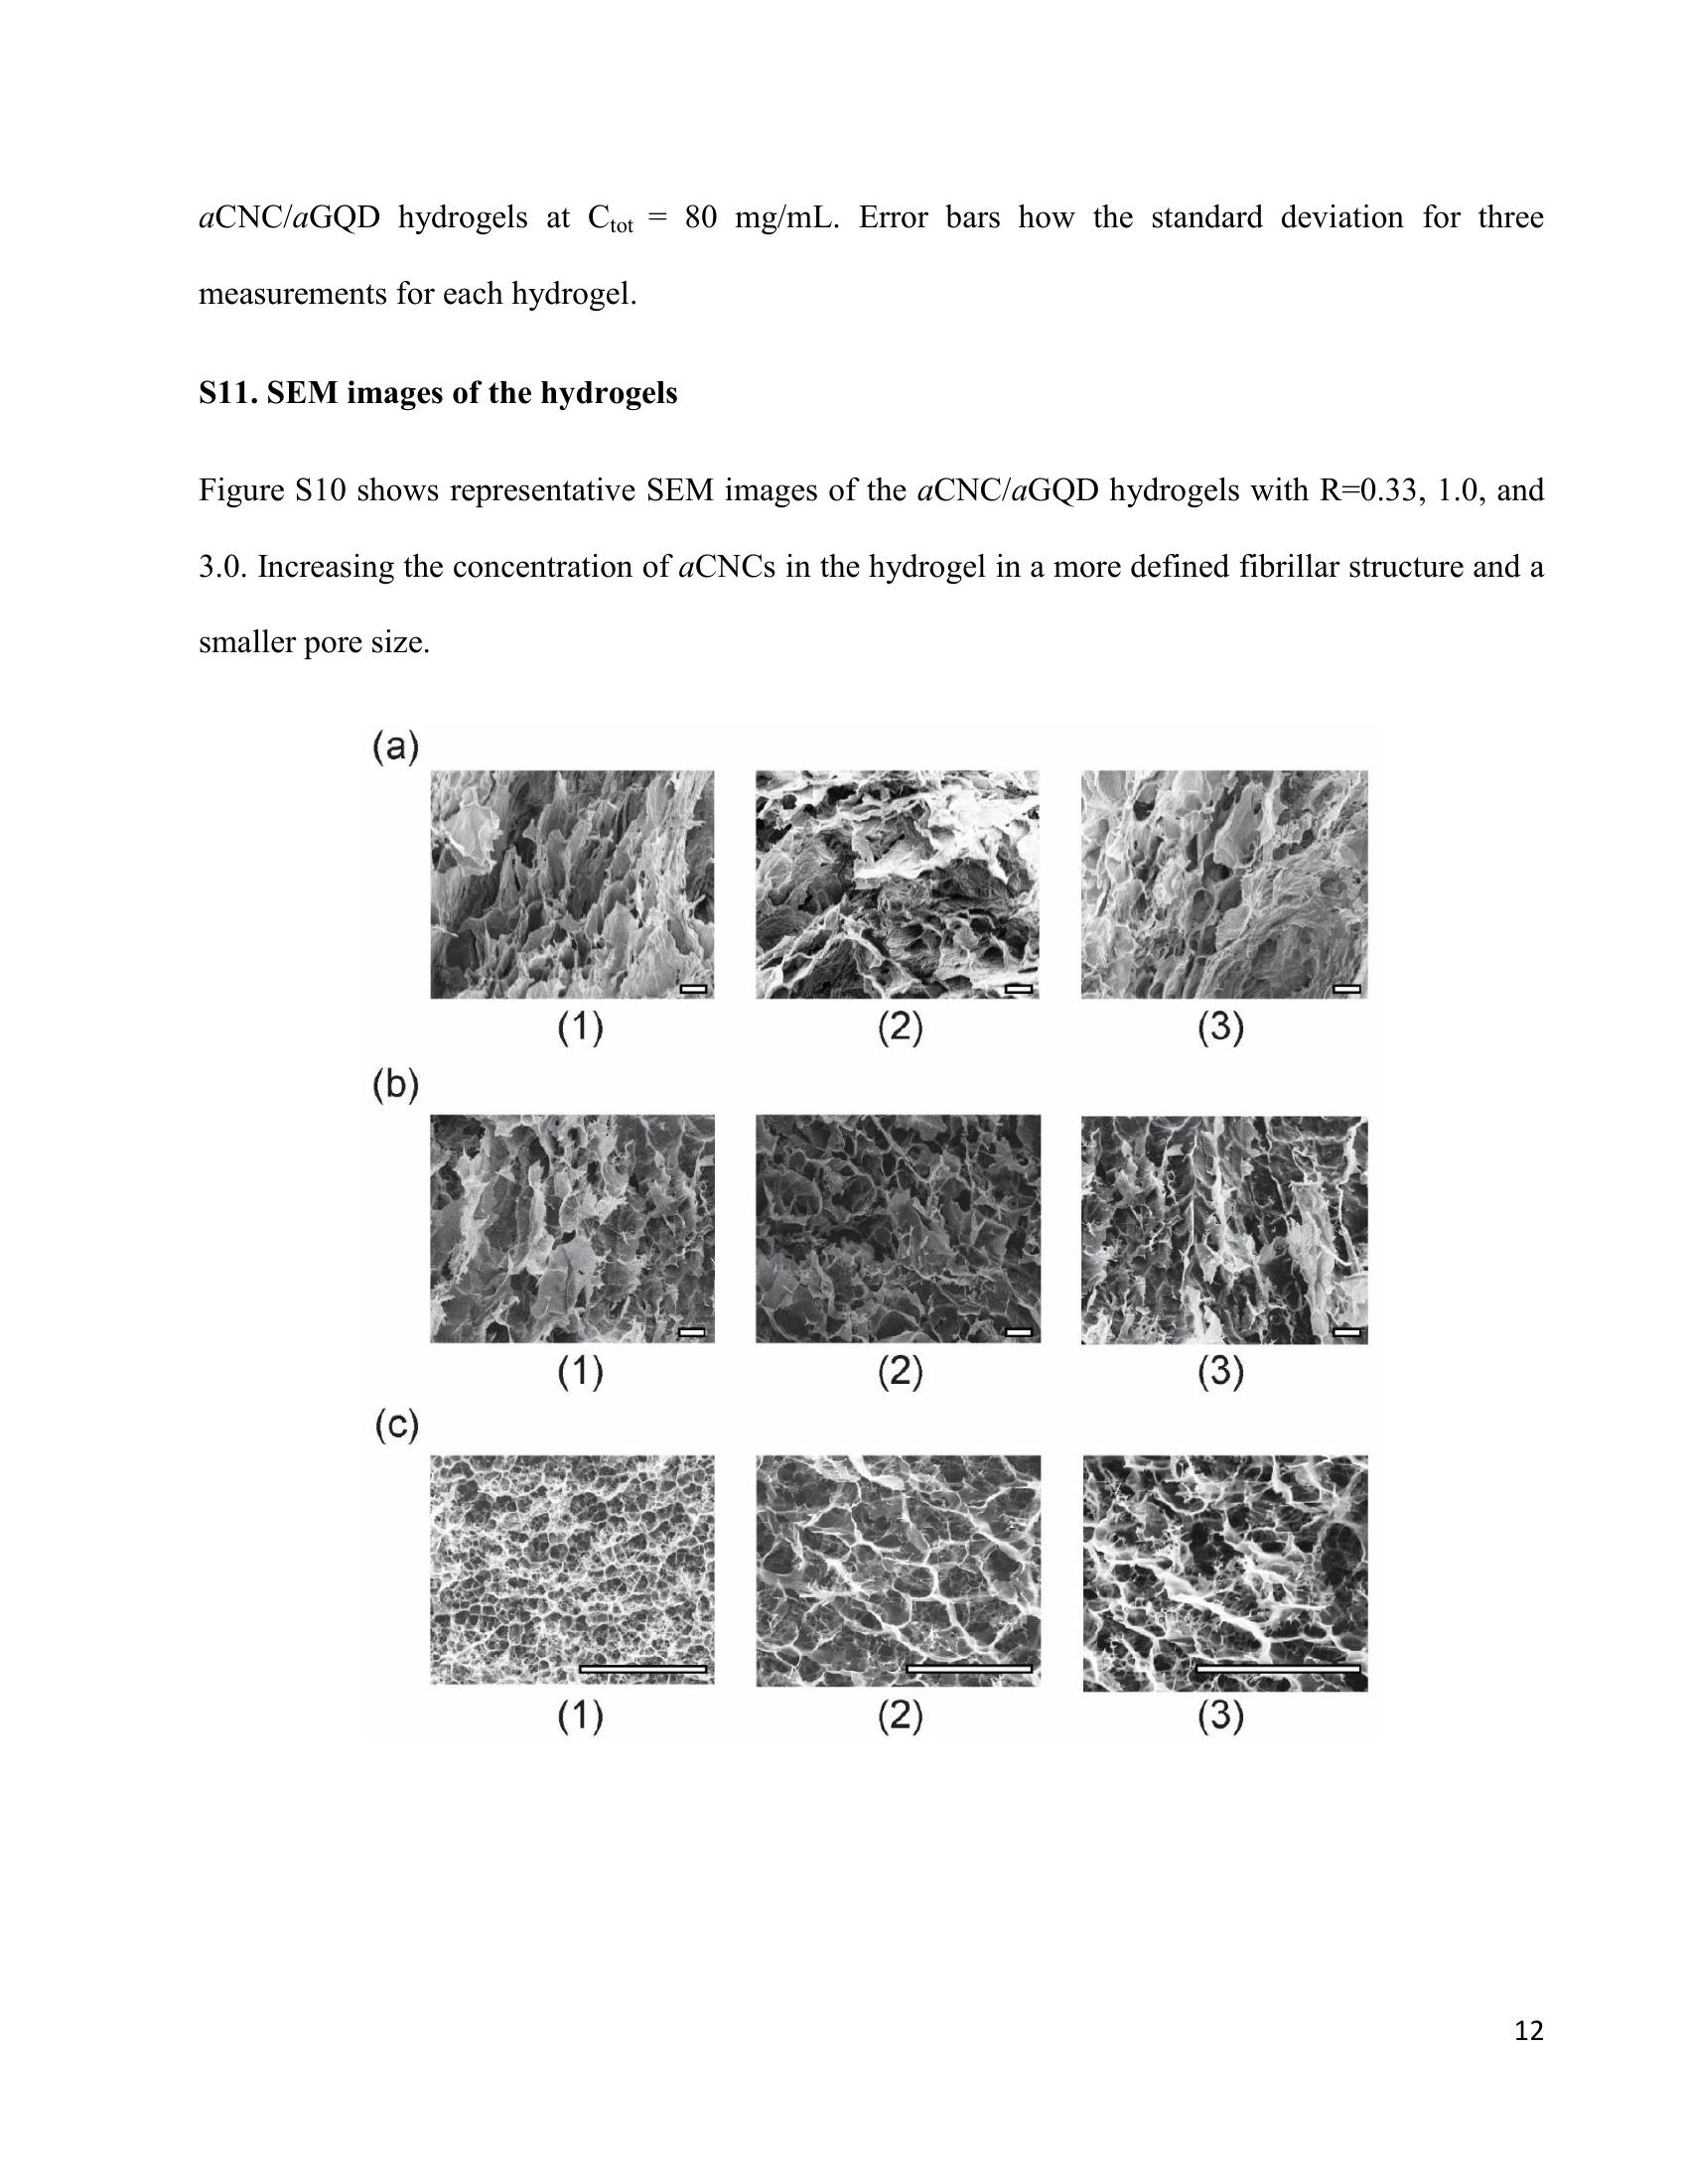 aCNC/aGQD hydrogels at Ctot = 80 mg/mL. Error bars how the standard deviation for three
measurements for each hydrogel.
S11. SEM images of the hydrogels
Figure S10 shows representative SEM images of the aCNC/aGQD hydrogels with R=0.33, 1.0, and
3.0. Increasing the concentration of aCNCs in the hydrogel in a more defined fibrillar structure and a
smaller pore size.
(a)
(1) (2) (3)
(b)
(1) (2) (3)
(c)
(1) (2) (3)
12